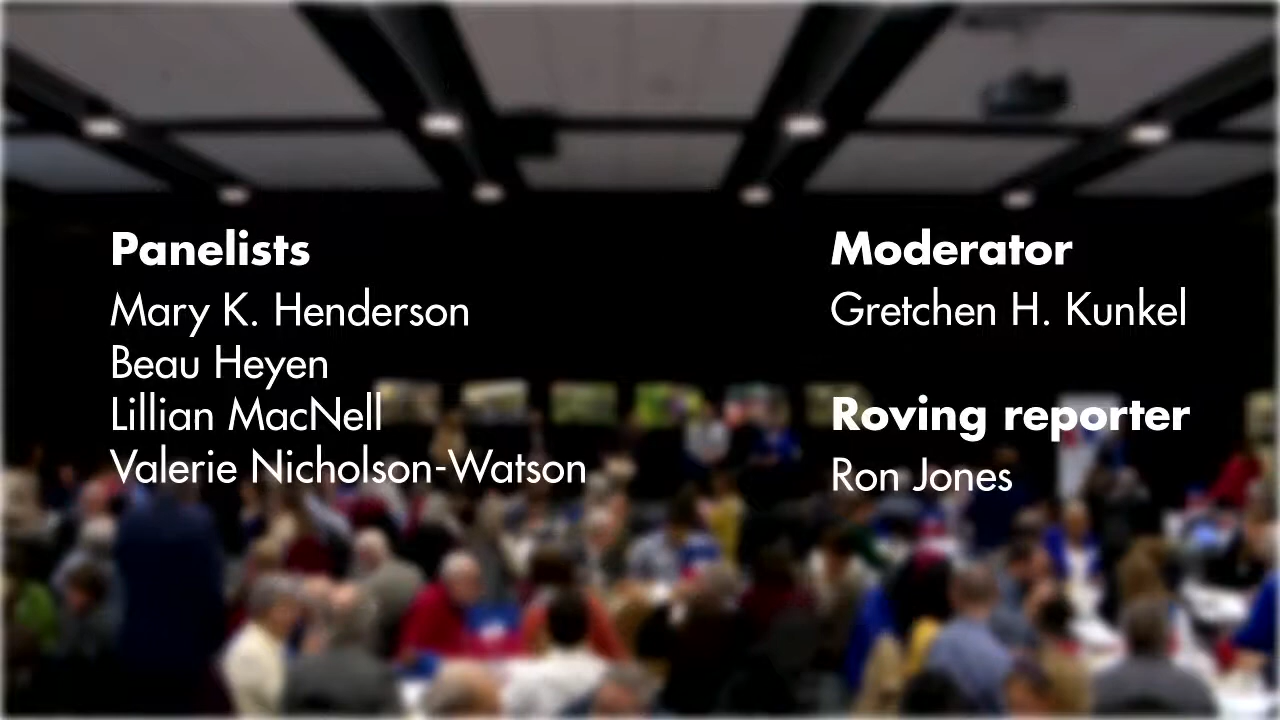 Panelists
Mary K. Henderson
Beau Heyen
Lillian MacNell
Valerie Nicholson-Watson
Moderator
Gretchen H. Kunkel
Roving reporter
Ron Jones